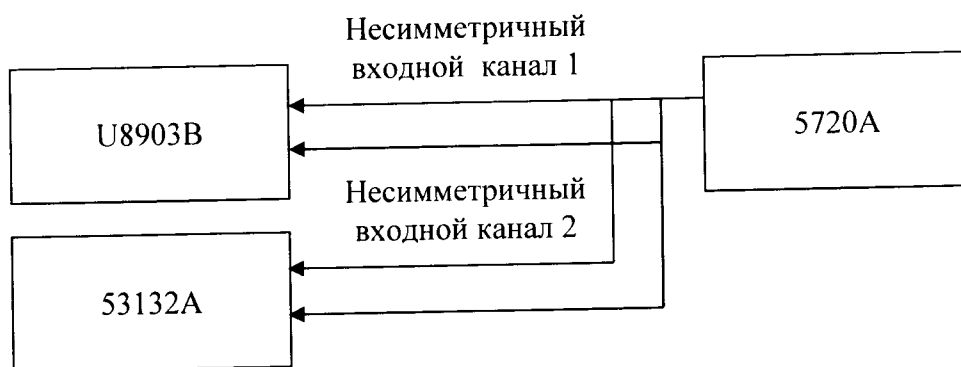 Несимметричный
входной канал 1
U8903B
5720A
Несимметричный
входной канал 2
53132A